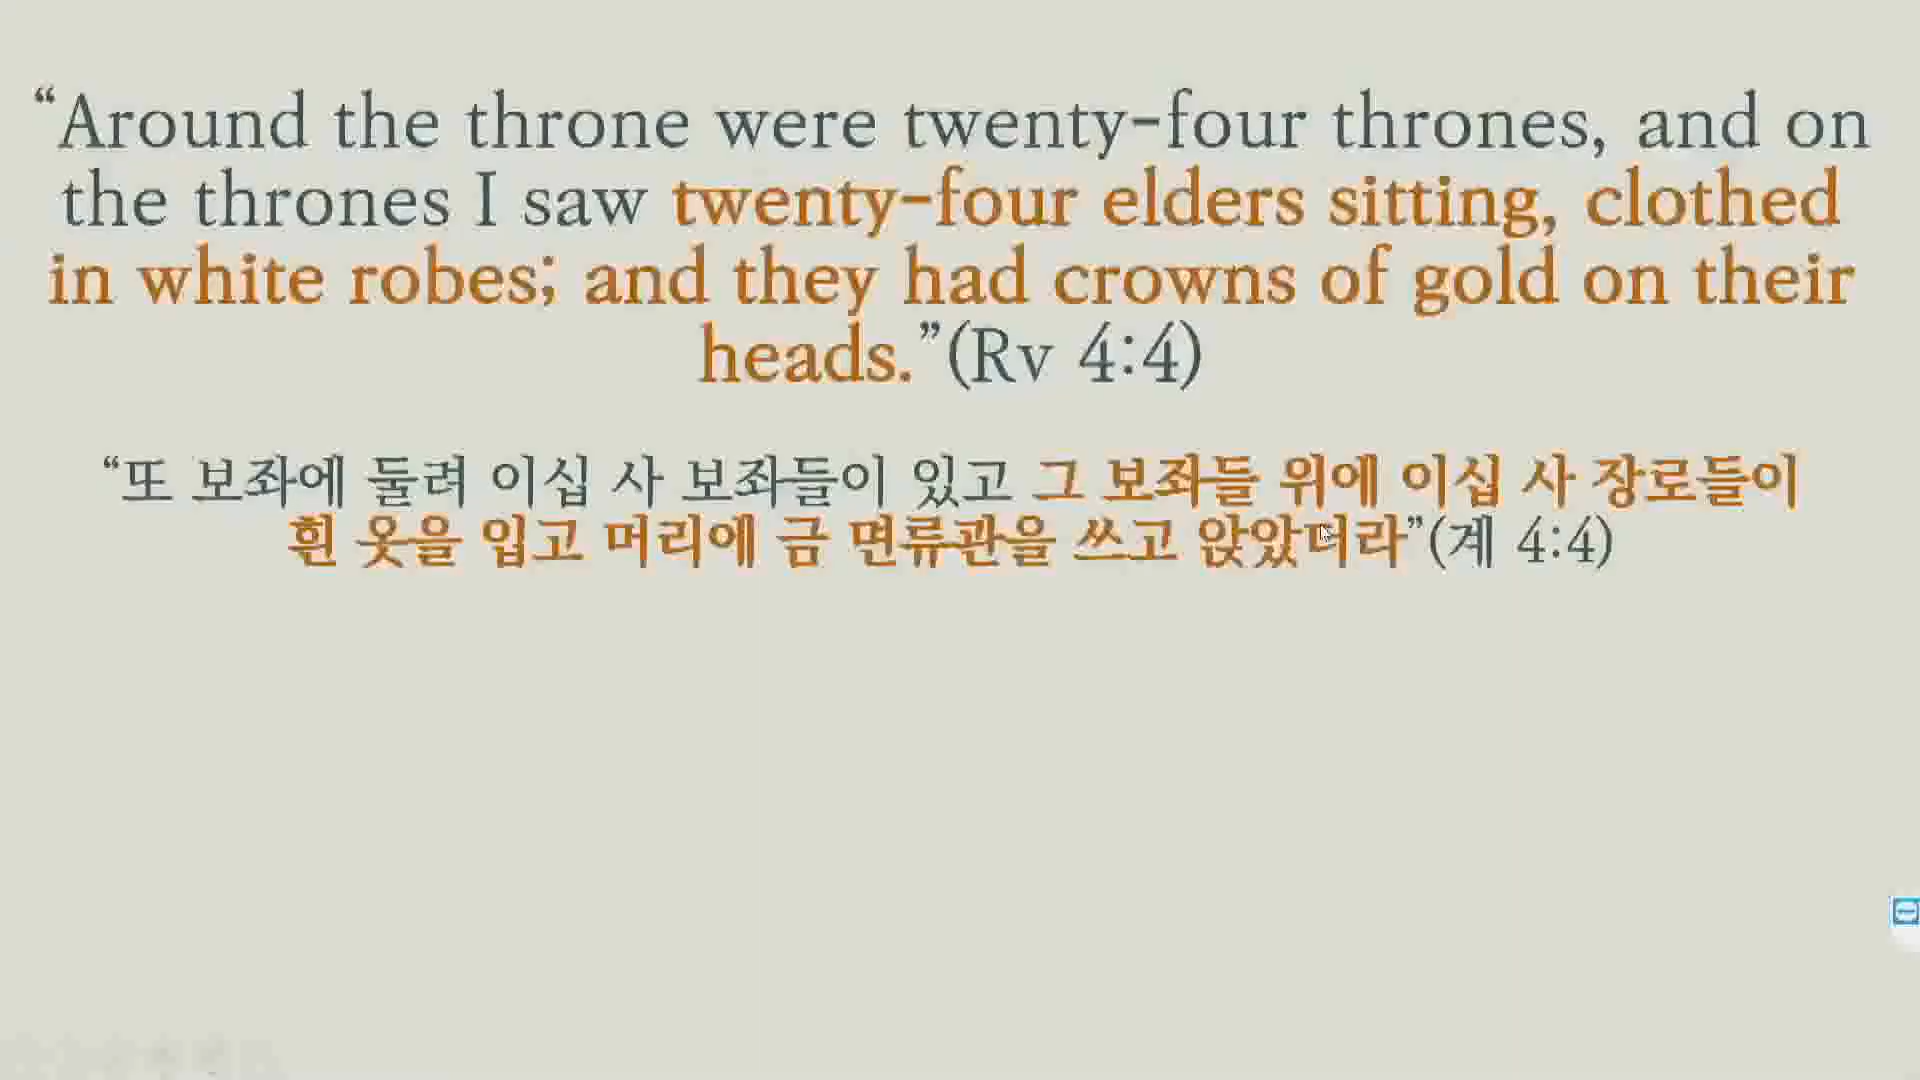 “Around the throne were twenty-four thrones, and on
the thrones I saw twenty-four elders sitting, clothed
in white robes; and they had crowns of gold on their
heads.”(Rv 4:4)
“또 보좌에 둘려 이십 사 보좌들이 있고 그 보좌들 위에 이십 사 장로들이
흰 옷을 입고 머리에 금 면류관을 쓰고 앉았더라”(계 4:4)